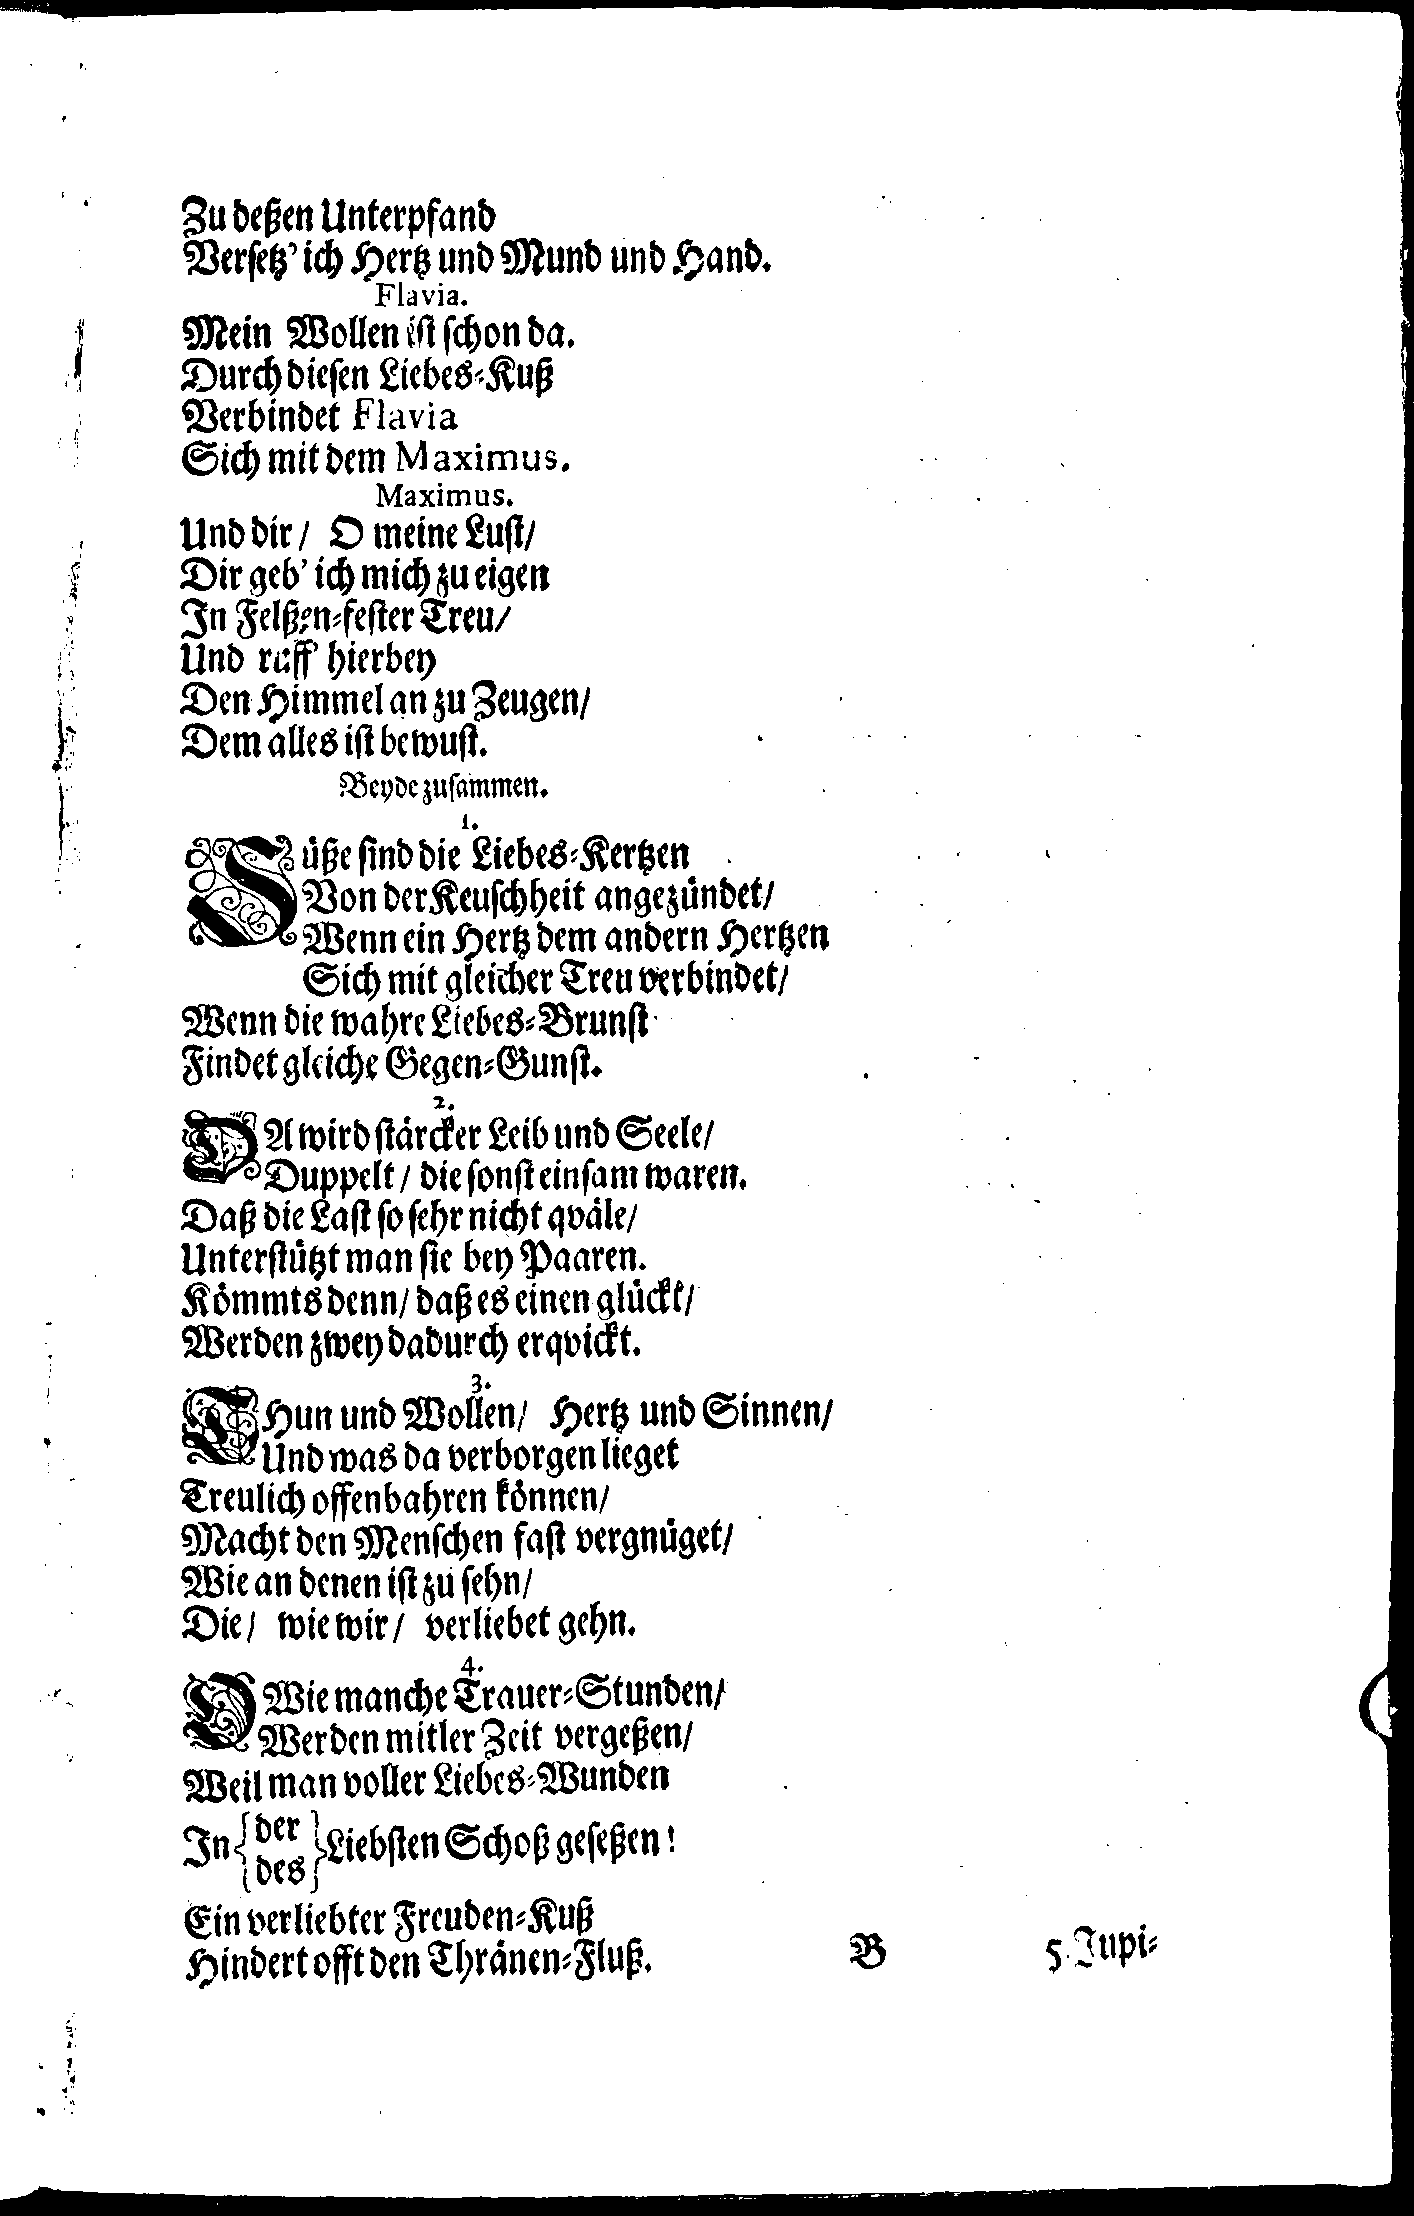 Zu deßen Unterpfand
Versetz' ich Hertz und Mund und Hand.
Flavia.
Mein Wollen ist schon da.
Durch diesen Liebes-Kuß
Verbindet Flavia
Sich mit dem Maximus.
Maximus.
Und dir / O meine Lust/
Dir geb' ich mich zu eigen
In Felßen-fester Treu/
Und ruff' hierbey
Den Himmel an zu Zeugen/
Dem alles ist bewust.
Beyde zusammen.
1.
Süße sind die Liebes-Kertzen
Von der Keuschheit angezündet/
Wenn ein Hertz dem andern Hertzen
Sich mit gleicher Treu verbindet/
Wenn die wahre Liebes-Brunst
Findet gleiche Gegen-Gunst.
2.
DA wird stärcker Leib und Seele/
Duppelt / die sonst einsam waren.
Daß die Last so sehr nicht qväle/
Unterstützt man sie bey Paaren.
Kömmts denn/ daß es einen glückt/
Werden zwey dadurch erqvickt.
3.
THun und Wollen/ Hertz und Sinnen/
Und was da verborgen lieget
Treulich offenbahren können/
Macht den Menschen fast vergnüget/
Wie an denen ist zu sehn/
Die/ wie wir/ verliebet gehn.
4.
O Wie manche Trauer-Stunden/
Werden mitler Zeit vergeßen/
Weil man voller Liebes-Wunden
In {der des} Liebsten Schoß geseßen!
Ein verliebter Freuden-Kuß
Hindert offt den Thränen-Fluß.
B 5. Jupi-